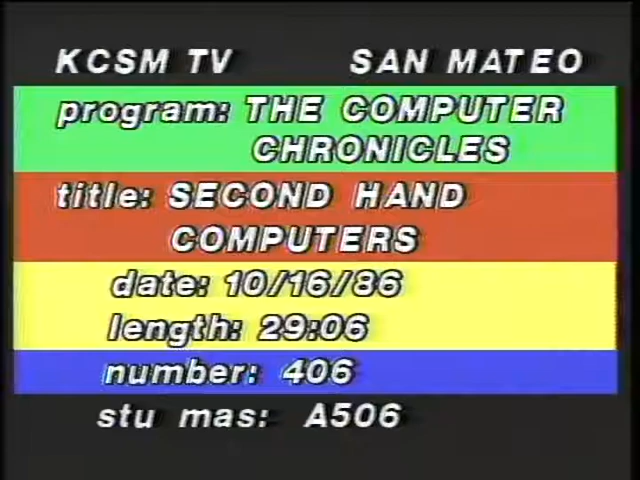 KCSM TV SAN MATEO
program: THE COMPUTER
CHRONICLES
title: SECOND HAND
COMPUTERS
date: 10/16/86
length: 29:06
number: 406
stu mas: A506